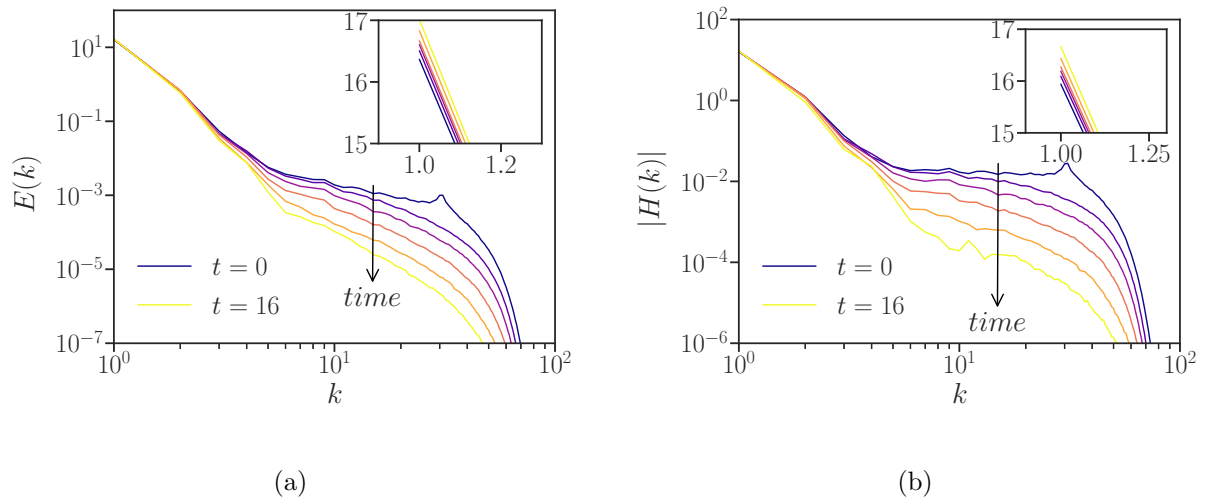 17
16
15
1.0 1.2
10^1
10^-1
10^-3
10^-5
10^-7
E(k)
t = 0
t = 16
time
10^0 10^1 10^2
k
(a)
10^2
10^0
10^-2
10^-4
10^-6
|H(k)|
17
16
15
1.00 1.25
t = 0
t = 16
time
10^0 10^1 10^2
k
(b)